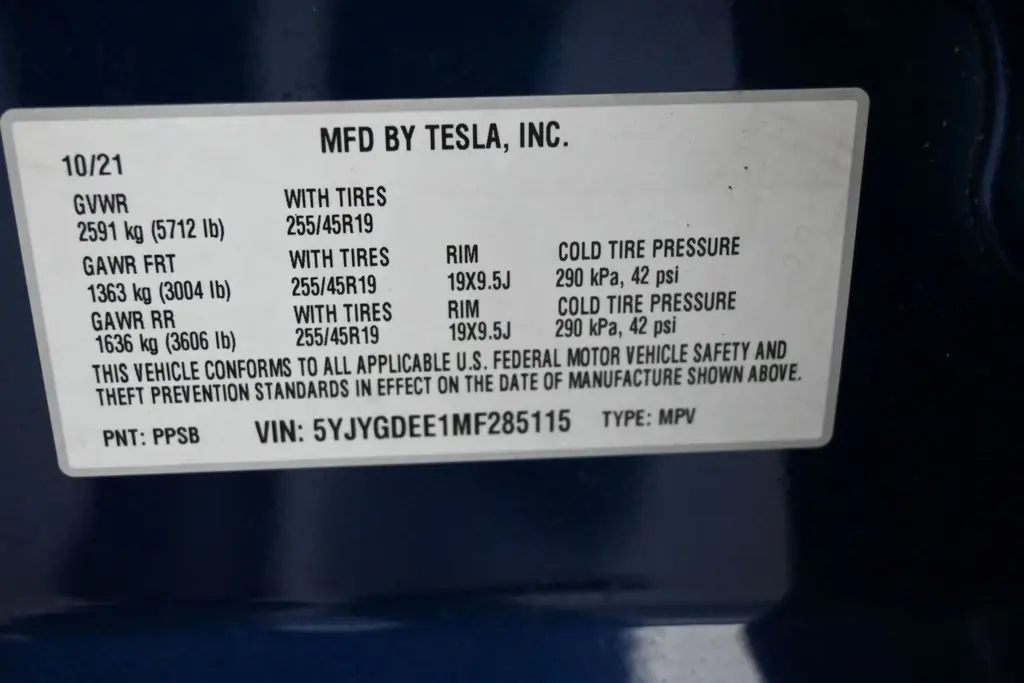 MFD BY TESLA, INC.
10/21
GVWR WITH TIRES
2591 kg (5712 lb) 255/45R19
GAWR FRT WITH TIRES RIM COLD TIRE PRESSURE
1363 kg (3004 lb) 255/45R19 19X9.5J 290 kPa, 42 psi
GAWR RR WITH TIRES RIM COLD TIRE PRESSURE
1636 kg (3606 lb) 255/45R19 19X9.5J 290 kPa, 42 psi
THIS VEHICLE CONFORMS TO ALL APPLICABLE U.S. FEDERAL MOTOR VEHICLE SAFETY AND
THEFT PREVENTION STANDARDS IN EFFECT ON THE DATE OF MANUFACTURE SHOWN ABOVE.
PNT: PPSB VIN: 5YJYGDEE1MF285115 TYPE: MPV